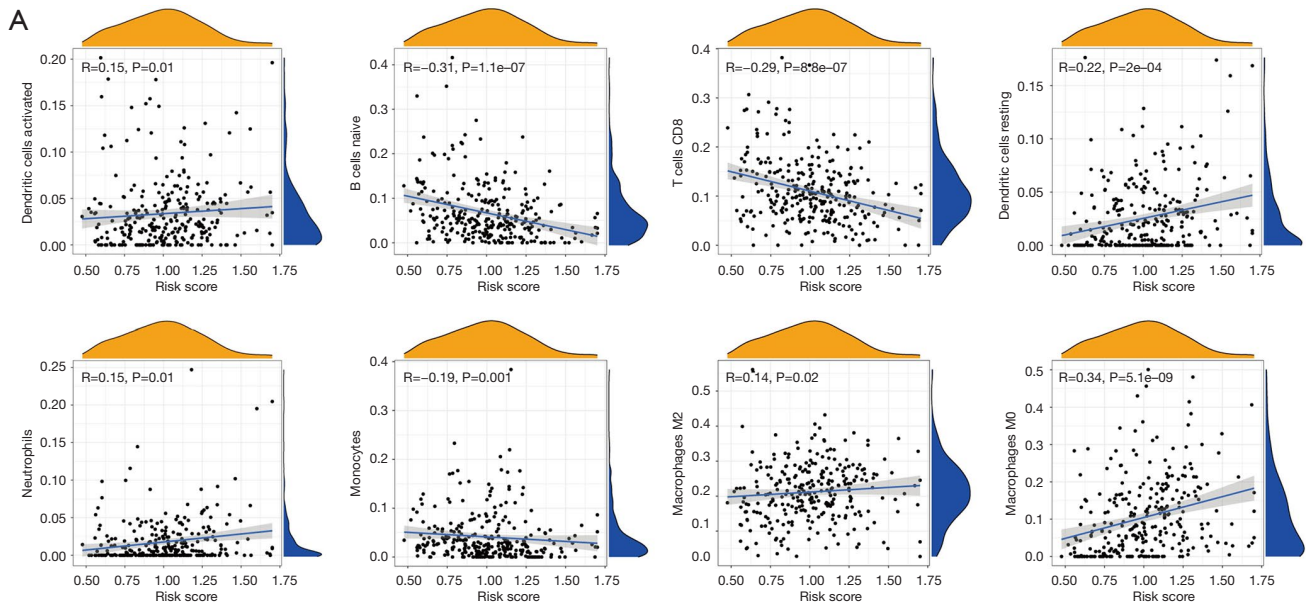 A
R=0.15, P=0.01
Dendritic cells activated
0.20
0.15
0.10
0.05
0.00
0.50 0.75 1.00 1.25 1.50 1.75
Risk score
R=−0.31, P=1.1e−07
B cells naive
0.4
0.3
0.2
0.1
0.0
0.50 0.75 1.00 1.25 1.50 1.75
Risk score
R=−0.29, P=8.8e−07
T cells CD8
0.4
0.3
0.2
0.1
0.0
0.50 0.75 1.00 1.25 1.50 1.75
Risk score
R=0.22, P=2e−04
Dendritic cells resting
0.15
0.10
0.05
0.00
0.50 0.75 1.00 1.25 1.50 1.75
Risk score
R=0.15, P=0.01
Neutrophils
0.25
0.20
0.15
0.10
0.05
0.00
0.50 0.75 1.00 1.25 1.50 1.75
Risk score
R=−0.19, P=0.001
Monocytes
0.4
0.3
0.2
0.1
0.0
0.50 0.75 1.00 1.25 1.50 1.75
Risk score
R=0.14, P=0.02
Macrophages M2
0.5
0.4
0.3
0.2
0.1
0.0
0.50 0.75 1.00 1.25 1.50 1.75
Risk score
R=0.34, P=5.1e−09
Macrophages M0
0.5
0.4
0.3
0.2
0.1
0.0
0.50 0.75 1.00 1.25 1.50 1.75
Risk score